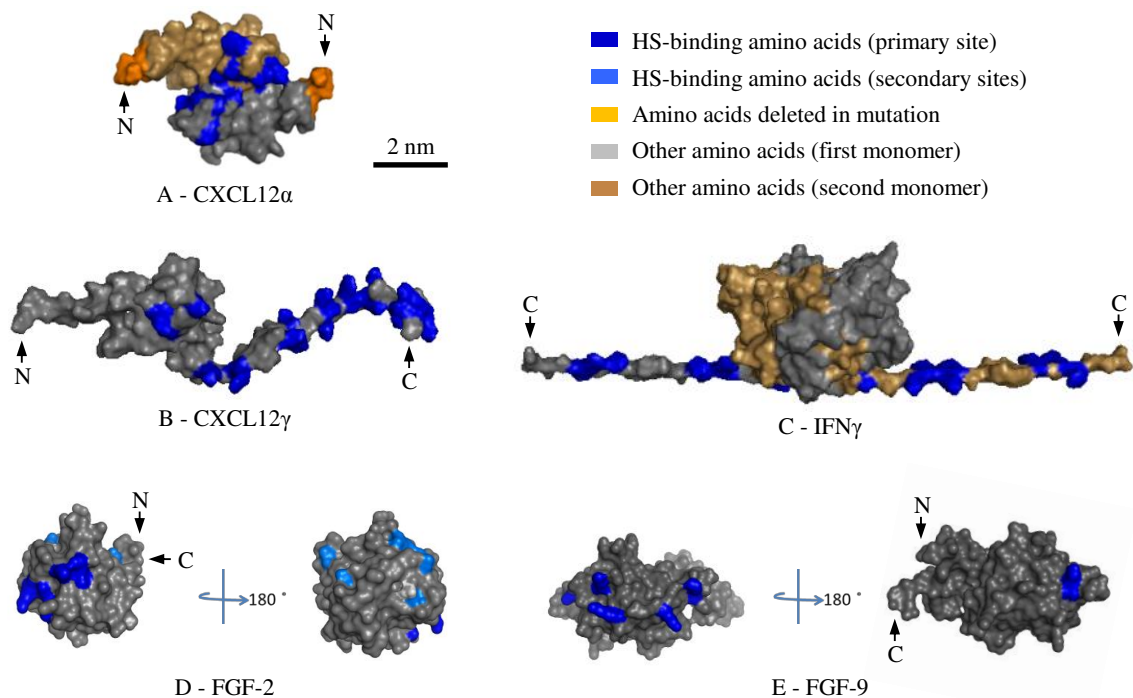 N
N
A - CXCL12α
2 nm
HS-binding amino acids (primary site)
HS-binding amino acids (secondary sites)
Amino acids deleted in mutation
Other amino acids (first monomer)
Other amino acids (second monomer)
N
C
B - CXCL12γ
C
C
C - IFNγ
N
C
180 °
D - FGF-2
180 °
N
C
E - FGF-9